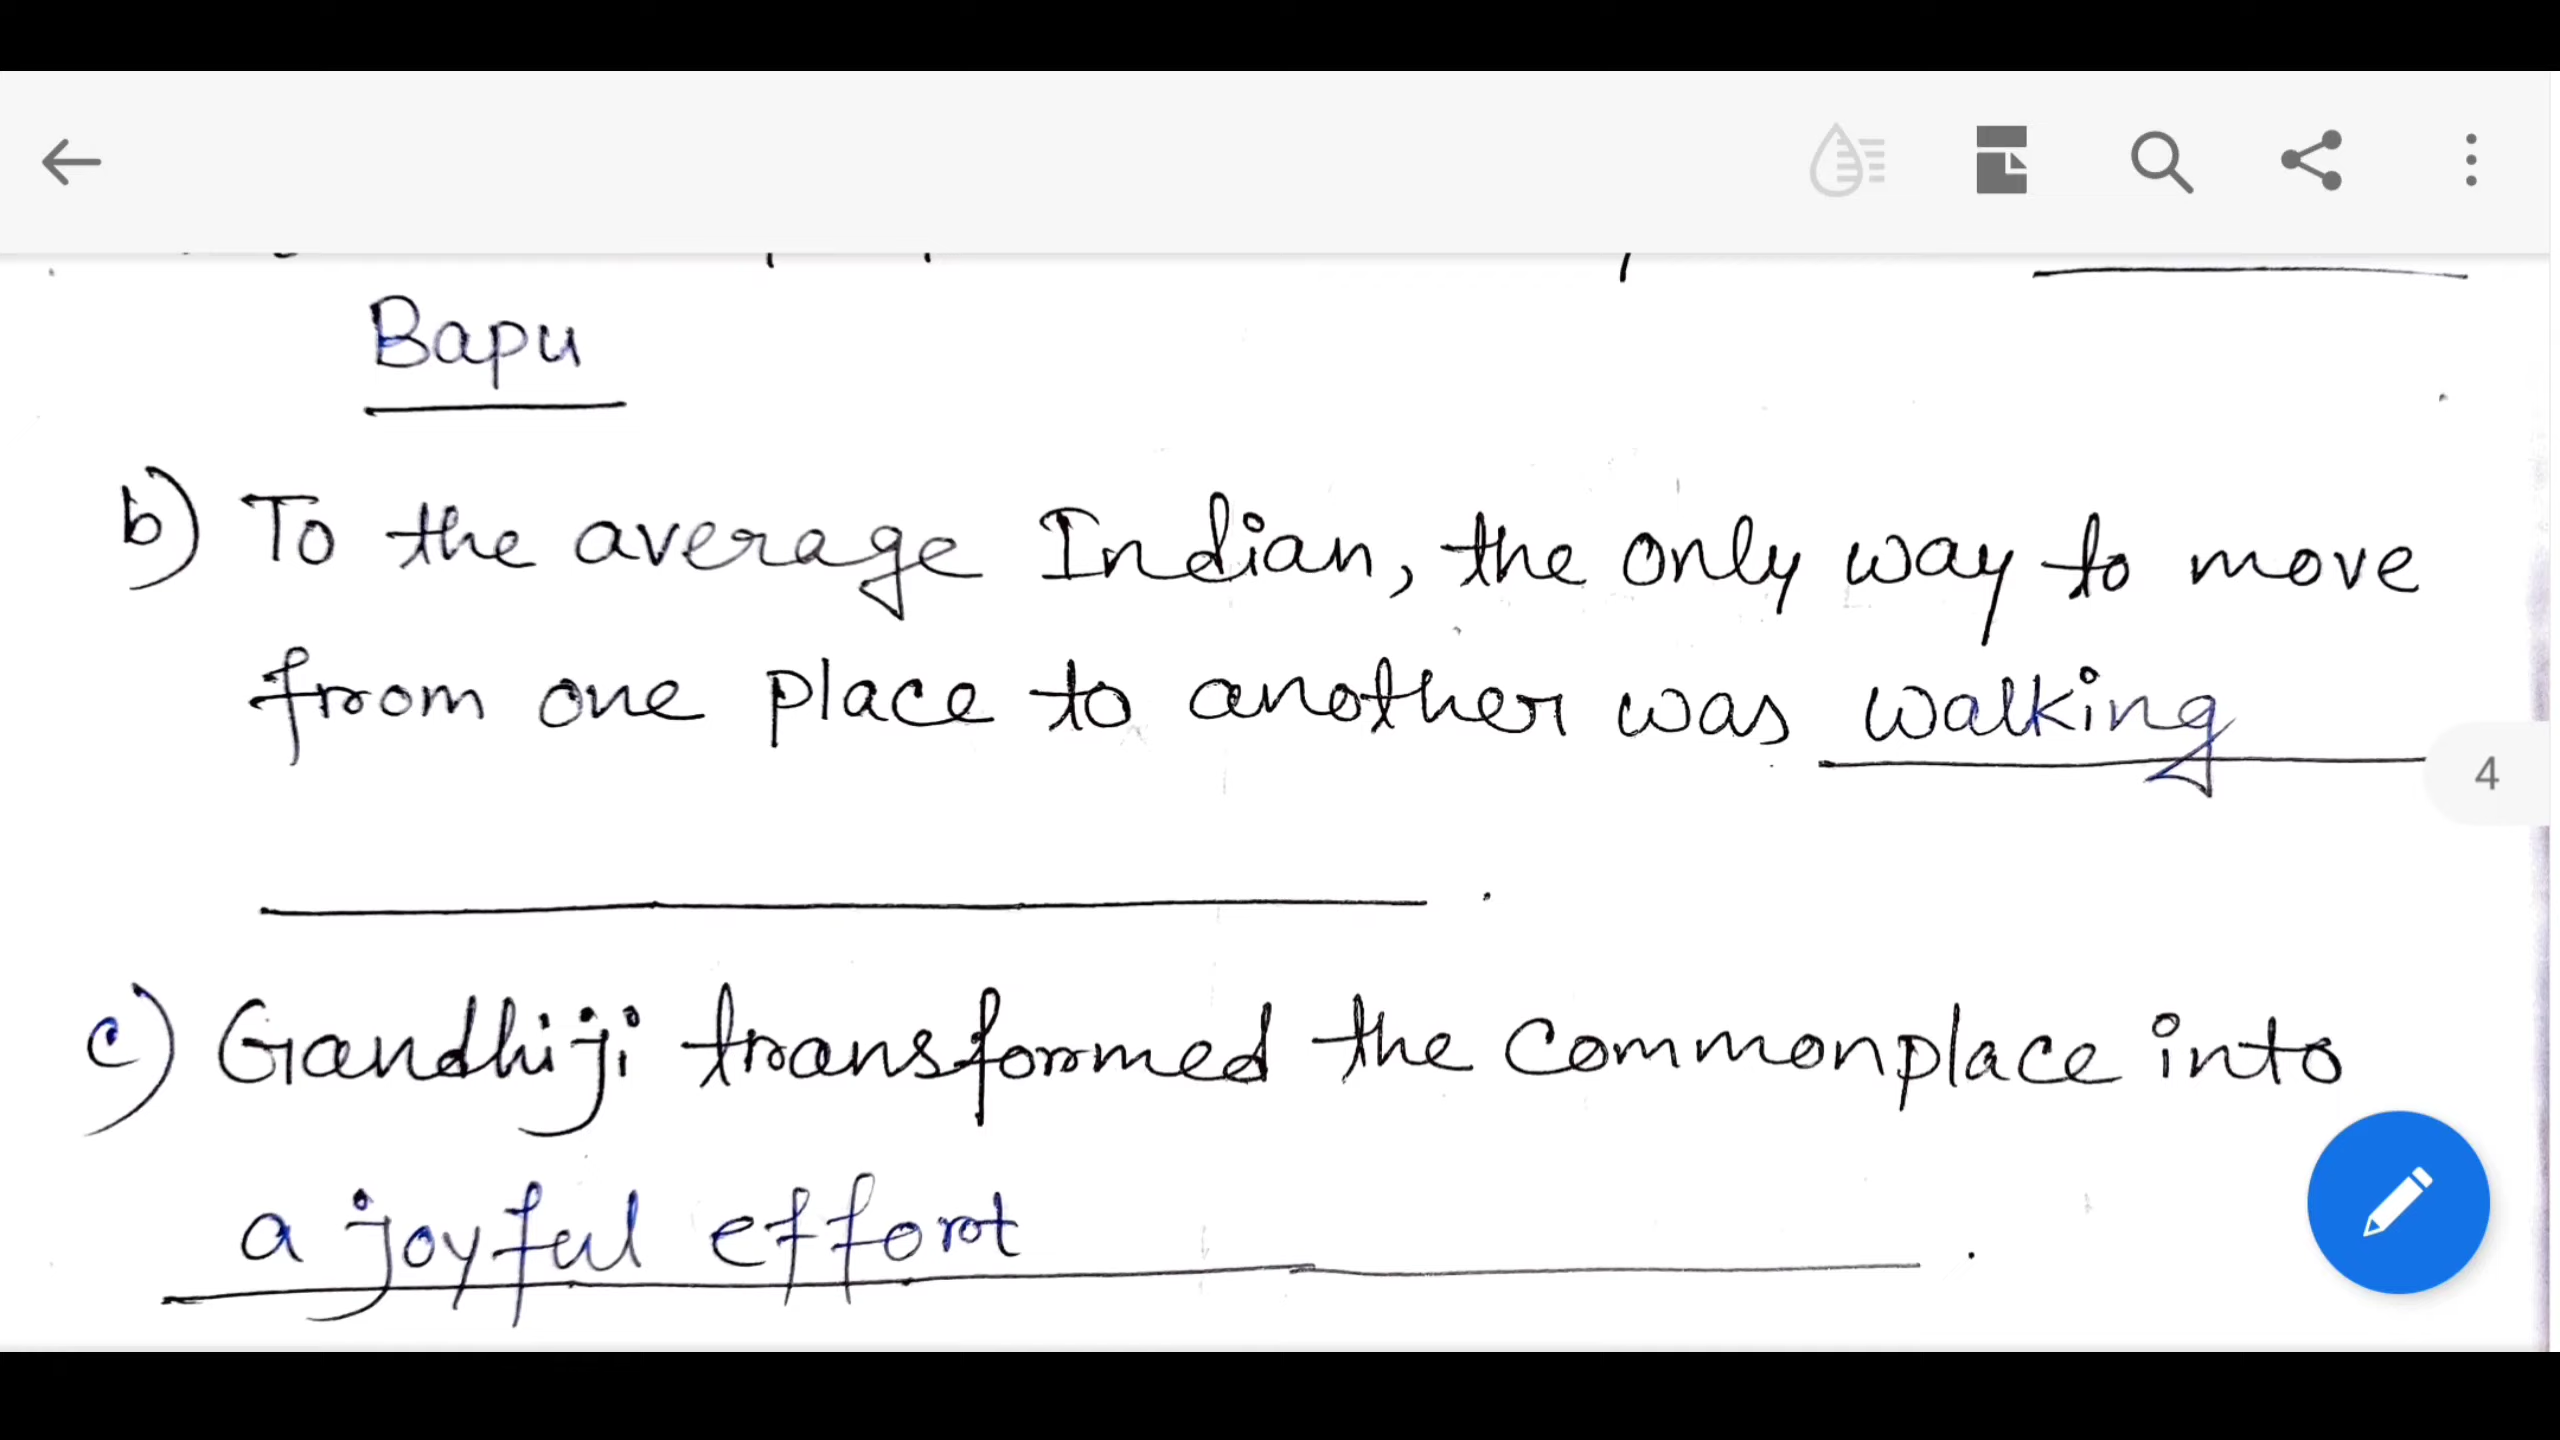 Bapu
b) To the average Indian, the only way to move
from one place to another was walking
4
.
c) Gandhiji transformed the commonplace into
a joyful effort .